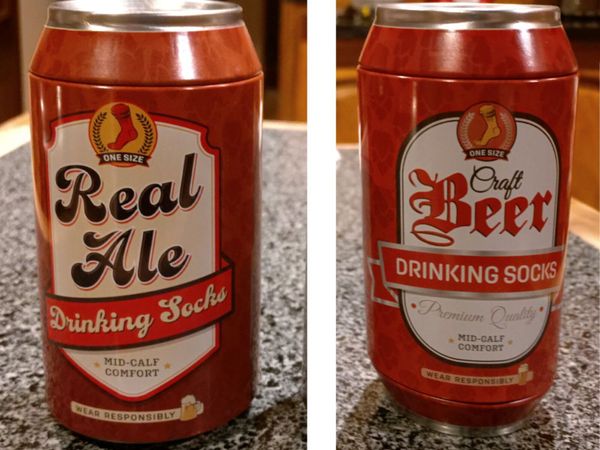 ONE SIZE
Real
Ale
Drinking Socks
MID-CALF
COMFORT
WEAR RESPONSIBLY
ONE SIZE
Craft
Beer
DRINKING SOCKS
Premium Quality
MID-CALF
COMFORT
WEAR RESPONSIBLY